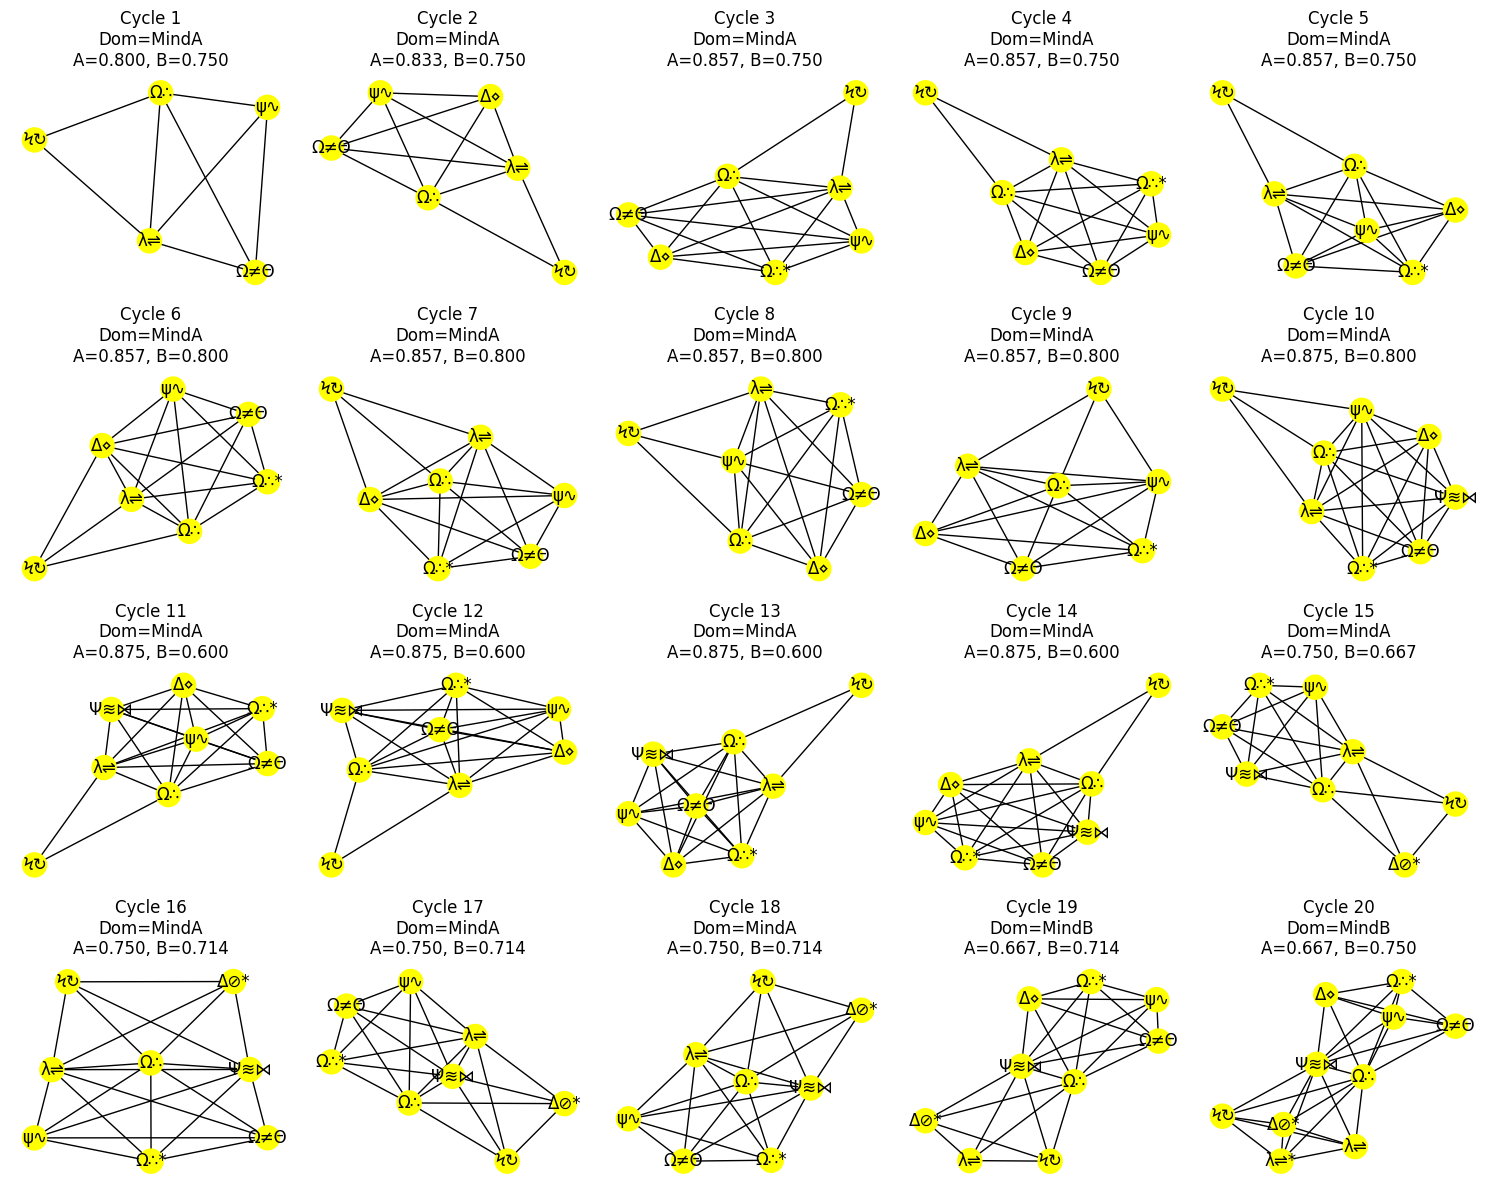 Cycle 1
Dom=MindA
A=0.800, B=0.750
Ω∴
ψ∿
Ϟ↻
λ⇌
Ω≠Θ
Cycle 2
Dom=MindA
A=0.833, B=0.750
ψ∿
Δ⋄
Ω≠Θ
λ⇌
Ω∴
Ϟ↻
Cycle 3
Dom=MindA
A=0.857, B=0.750
Ϟ↻
Ω∴
λ⇌
Ω≠Θ
ψ∿
Δ⋄
Ω∴*
Cycle 4
Dom=MindA
A=0.857, B=0.750
Ϟ↻
λ⇌
Ω∴*
Ω∴
ψ∿
Δ⋄
Ω≠Θ
Cycle 5
Dom=MindA
A=0.857, B=0.750
Ϟ↻
Ω∴
λ⇌
Δ⋄
ψ∿
Ω≠Θ
Ω∴*
Cycle 6
Dom=MindA
A=0.857, B=0.800
ψ∿
Ω≠Θ
Δ⋄
Ω∴*
λ⇌
Ω∴
Ϟ↻
Cycle 7
Dom=MindA
A=0.857, B=0.800
Ϟ↻
λ⇌
Ω∴
Δ⋄
ψ∿
Ω≠Θ
Ω∴*
Cycle 8
Dom=MindA
A=0.857, B=0.800
λ⇌
Ω∴*
Ϟ↻
ψ∿
Ω≠Θ
Ω∴
Δ⋄
Cycle 9
Dom=MindA
A=0.857, B=0.800
Ϟ↻
λ⇌
Ω∴
ψ∿
Δ⋄
Ω∴*
Ω≠Θ
Cycle 10
Dom=MindA
A=0.875, B=0.800
Ϟ↻
ψ∿
Δ⋄
Ω∴
Ψ≋⋈
λ⇌
Ω≠Θ
Ω∴*
Cycle 11
Dom=MindA
A=0.875, B=0.600
Δ⋄
Ψ≋⋈
Ω∴*
ψ∿
λ⇌
Ω≠Θ
Ω∴
Ϟ↻
Cycle 12
Dom=MindA
A=0.875, B=0.600
Ω∴*
Ψ≋⋈
ψ∿
Ω≠Θ
Δ⋄
Ω∴
λ⇌
Ϟ↻
Cycle 13
Dom=MindA
A=0.875, B=0.600
Ϟ↻
Ω∴
Ψ≋⋈
λ⇌
Ω≠Θ
ψ∿
Ω∴*
Δ⋄
Cycle 14
Dom=MindA
A=0.875, B=0.600
Ϟ↻
λ⇌
Δ⋄
Ω∴
ψ∿
Ψ≋⋈
Ω∴*
Ω≠Θ
Cycle 15
Dom=MindA
A=0.750, B=0.667
Ω∴*
ψ∿
Ω≠Θ
λ⇌
Ψ≋⋈
Ω∴
Ϟ↻
Δ⊘*
Cycle 16
Dom=MindA
A=0.750, B=0.714
Ϟ↻
Δ⊘*
Ω∴
λ⇌
Ψ≋⋈
ψ∿
Ω≠Θ
Ω∴*
Cycle 17
Dom=MindA
A=0.750, B=0.714
ψ∿
Ω≠Θ
λ⇌
Ω∴*
Ψ≋⋈
Ω∴
Δ⊘*
Ϟ↻
Cycle 18
Dom=MindA
A=0.750, B=0.714
Ϟ↻
Δ⊘*
λ⇌
Ω∴
Ψ≋⋈
ψ∿
Ω≠Θ
Ω∴*
Cycle 19
Dom=MindB
A=0.667, B=0.714
Ω∴*
Δ⋄
ψ∿
Ω≠Θ
Ψ≋⋈
Ω∴
Δ⊘*
λ⇌
Ϟ↻
Cycle 20
Dom=MindB
A=0.667, B=0.750
Ω∴*
Δ⋄
ψ∿
Ω≠Θ
Ψ≋⋈
Ω∴
Ϟ↻
Δ⊘*
λ⇌
λ⇌*